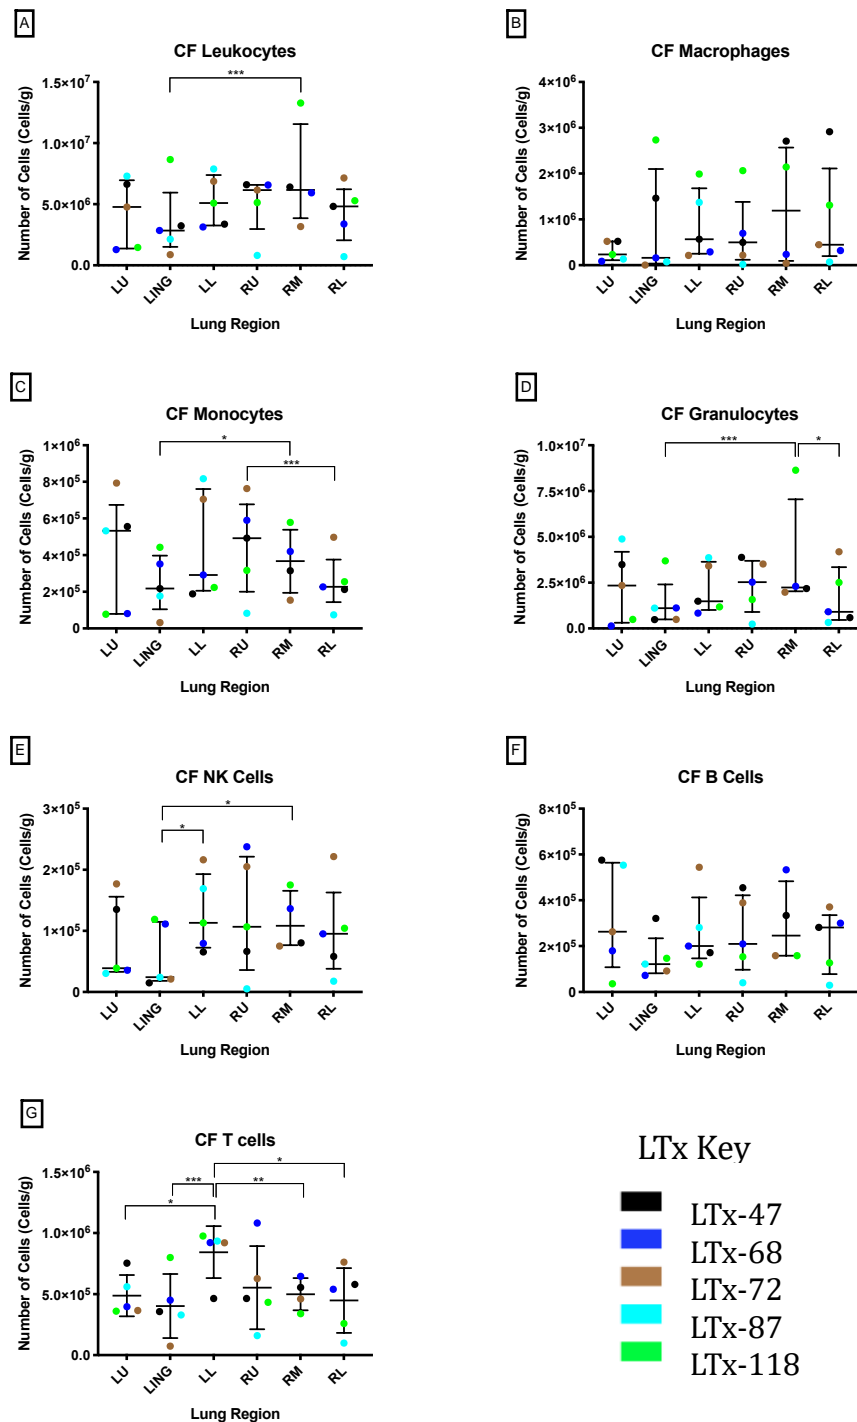 A
CF Leukocytes
Number of Cells (Cells/g)
1.5×10⁷
1.0×10⁷
5.0×10⁶
0.0
***
LU LING LL RU RM RL
Lung Region
B
CF Macrophages
Number of Cells (Cells/g)
4×10⁶
3×10⁶
2×10⁶
1×10⁶
0
LU LING LL RU RM RL
Lung Region
C
CF Monocytes
Number of Cells (Cells/g)
1×10⁶
8×10⁵
6×10⁵
4×10⁵
2×10⁵
0
*
***
LU LING LL RU RM RL
Lung Region
D
CF Granulocytes
Number of Cells (Cells/g)
1.0×10⁷
7.5×10⁶
5.0×10⁶
2.5×10⁶
0.0
*** *
LU LING LL RU RM RL
Lung Region
E
CF NK Cells
Number of Cells (Cells/g)
3×10⁵
2×10⁵
1×10⁵
0
*
*
LU LING LL RU RM RL
Lung Region
F
CF B Cells
Number of Cells (Cells/g)
8×10⁵
6×10⁵
4×10⁵
2×10⁵
0
LU LING LL RU RM RL
Lung Region
G
CF T cells
Number of Cells (Cells/g)
1.5×10⁶
1.0×10⁶
5.0×10⁵
0.0
*
*** **
*
LU LING LL RU RM RL
Lung Region
LTx Key
LTx-47
LTx-68
LTx-72
LTx-87
LTx-118